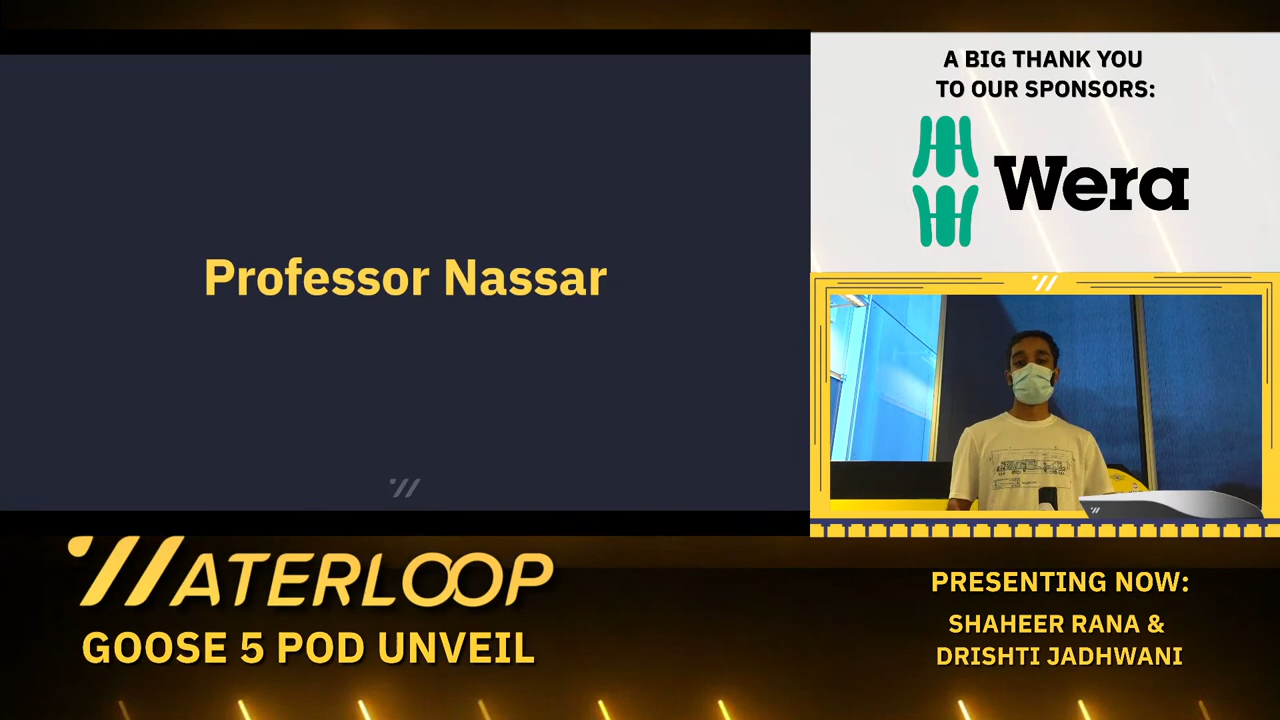 Professor Nassar
A BIG THANK YOU
TO OUR SPONSORS:
Wera
WATERLOOP
GOOSE 5 POD UNVEIL
PRESENTING NOW:
SHAHEER RANA &
DRISHTI JADHWANI